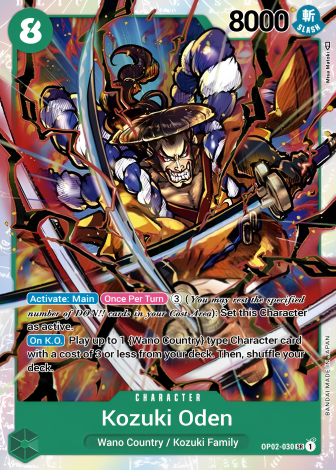 8
8000
斬
SLASH
Activate: Main Once Per Turn ③ (You may rest the specified
number of DON!! cards in your Cost Area): Set this Character
as active.
On K.O. Play up to 1 {Wano Country} type Character card
with a cost of 3 or less from your deck. Then, shuffle your
deck.
CHARACTER
Kozuki Oden
Wano Country / Kozuki Family
OP02-030 SR 1
BANDAI MADE IN JAPAN